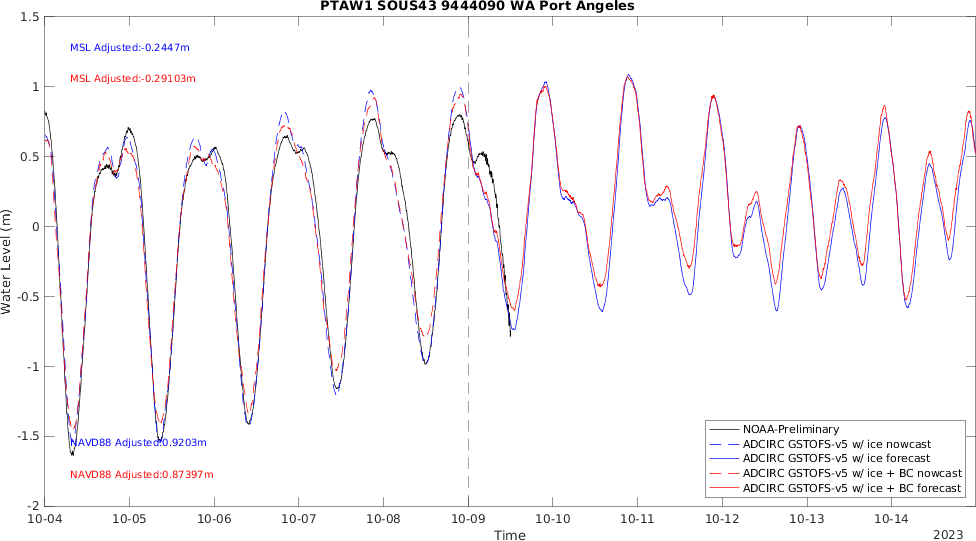 PTAW1 SOUS43 9444090 WA Port Angeles
1.5
1
0.5
0
-0.5
-1
-1.5
-2
Water Level (m)
MSL Adjusted:-0.2447m
MSL Adjusted:-0.29103m
NAVD88 Adjusted:0.9203m
NAVD88 Adjusted:0.87397m
NOAA-Preliminary
ADCIRC GSTOFS-v5 w/ ice nowcast
ADCIRC GSTOFS-v5 w/ ice forecast
ADCIRC GSTOFS-v5 w/ ice + BC nowcast
ADCIRC GSTOFS-v5 w/ ice + BC forecast
10-04 10-05 10-06 10-07 10-08 10-09 10-10 10-11 10-12 10-13 10-14
Time
2023